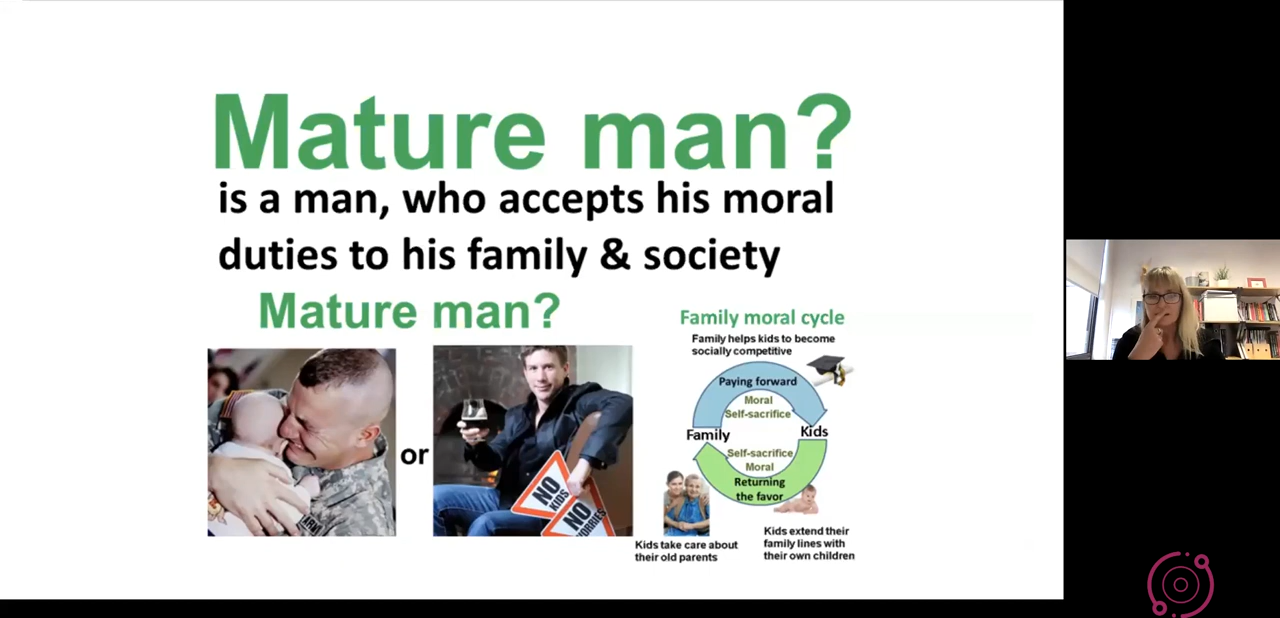 Mature man?
is a man, who accepts his moral
duties to his family & society
Mature man?
or
NO
KIDS
NO
WORRIES
ARMY
Family moral cycle
Family helps kids to become
socially competitive
Paying forward
Moral
Self-sacrifice
Family
Kids
Self-sacrifice
Moral
Returning
the favor
Kids take care about
their old parents
Kids extend their
family lines with
their own children